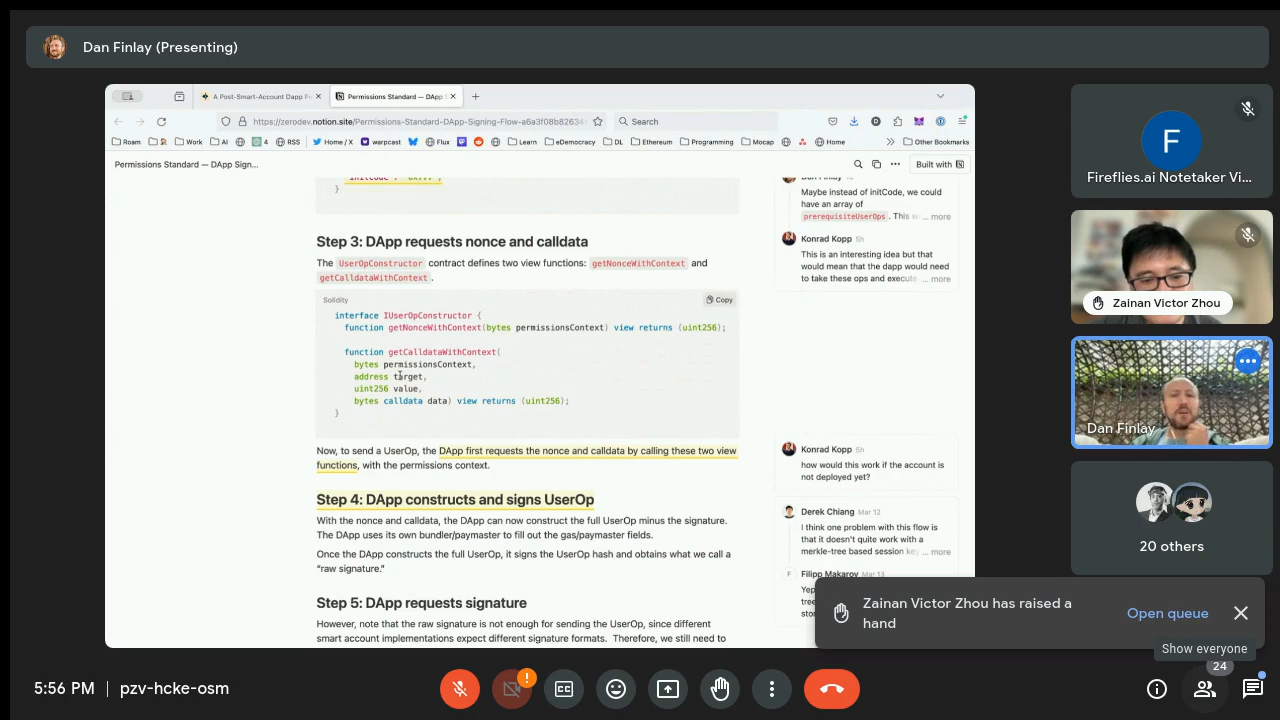 Dan Finlay (Presenting)
A Post-Smart-Account Dapp Pe
Permissions Standard — DApp S
https://zerodev.notion.site/Permissions-Standard-DApp-Signing-Flow-a6a3f08b82634
Search
Roam
Work
AI
4
RSS
Home / X
warpcast
Flux
Learn
eDemocracy
DL
Ethereum
Programming
Mocap
Home
Other Bookmarks
Permissions Standard — DApp Sign...
Built with
"initCode": "0x...",
}
Step 3: DApp requests nonce and calldata
The UserOpConstructor contract defines two view functions: getNonceWithContext and
getCalldataWithContext.
Solidity
Copy
interface IUserOpConstructor {
function getNonceWithContext(bytes permissionsContext) view returns (uint256);
function getCalldataWithContext(
bytes permissionsContext,
address target,
uint256 value,
bytes calldata data) view returns (uint256);
}
Now, to send a UserOp, the DApp first requests the nonce and calldata by calling these two view
functions, with the permissions context.
Step 4: DApp constructs and signs UserOp
With the nonce and calldata, the DApp can now construct the full UserOp minus the signature.
The DApp uses its own bundler/paymaster to fill out the gas/paymaster fields.
Once the DApp constructs the full UserOp, it signs the UserOp hash and obtains what we call a
“raw signature.”
Step 5: DApp requests signature
However, note that the raw signature is not enough for sending the UserOp, since different
smart account implementations expect different signature formats. Therefore, we still need to
Dan Finlay
Maybe instead of initCode, we could
have an array of
prerequisiteUserOps. This w... more
Konrad Kopp 5h
This is an interesting idea but that
would mean that the dapp would need
to take these ops and execute... more
Konrad Kopp 5h
how would this work if the account is
not deployed yet?
Derek Chiang Mar 12
I think one problem with this flow is
that it doesn't quite work with a
merkle-tree based session key... more
F
Filipp Makarov Mar 13
F
Fireflies.ai Notetaker Vi...
Zainan Victor Zhou
Dan Finlay
20 others
Zainan Victor Zhou has raised a
hand
Open queue
Show everyone
5:56 PM
pzv-hcke-osm
CC
24